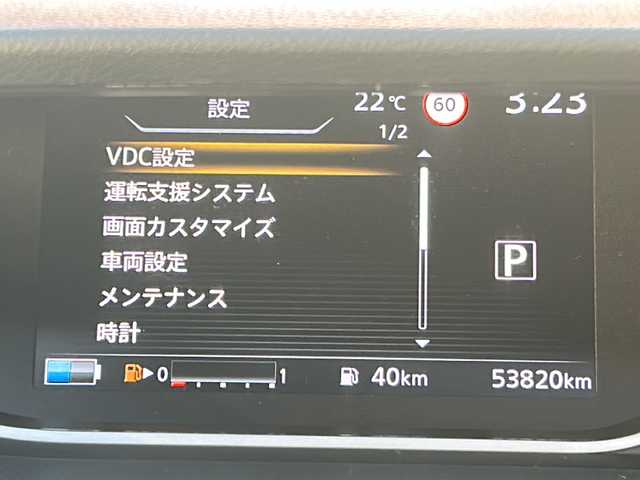 設定
22℃
60
3:23
1/2
VDC設定
運転支援システム
画面カスタマイズ
車両設定
P
メンテナンス
時計
0
1
40km
53820km